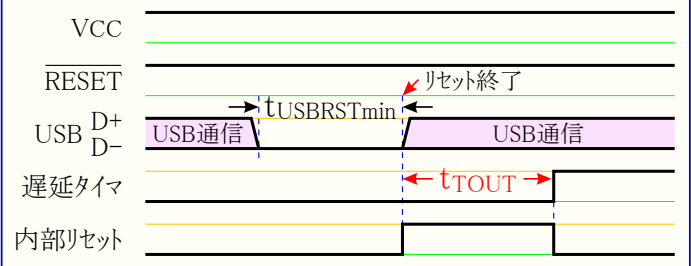 VCC
RESET
リセット終了
tUSBRSTmin
USB D+ D−
USB通信
USB通信
遅延タイマ
tTOUT
内部リセット